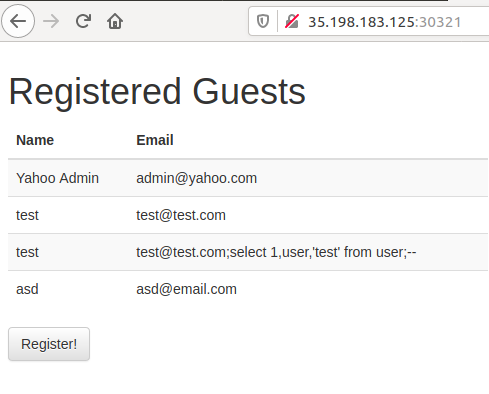 35.198.183.125:30321
Registered Guests
Name Email
Yahoo Admin admin@yahoo.com
test test@test.com
test test@test.com;select 1,user,'test' from user;--
asd asd@email.com
Register!